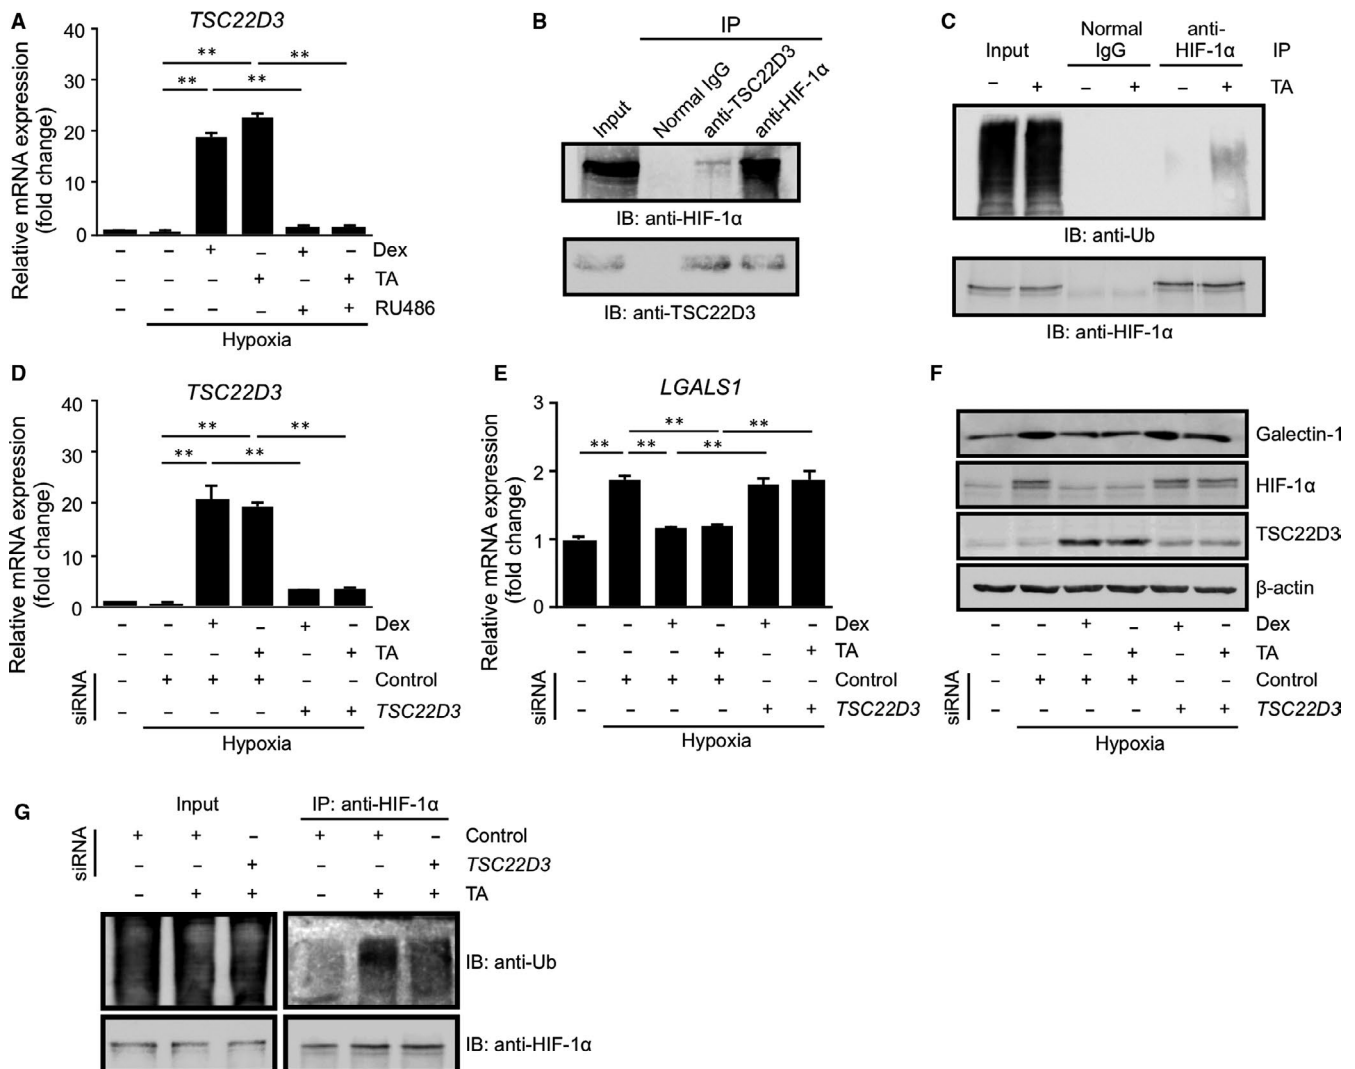 A
TSC22D3
Relative mRNA expression
(fold change)
40
30
20
10
0
** **
** **
– – + – + – Dex
– – – + – + TA
– – – – + + RU486
Hypoxia
B
IP
Input
Normal IgG
anti-TSC22D3
anti-HIF-1α
IB: anti-HIF-1α
IB: anti-TSC22D3
C
Input
Normal
IgG
anti-
HIF-1α
IP
– + – + – + TA
IB: anti-Ub
IB: anti-HIF-1α
D
TSC22D3
Relative mRNA expression
(fold change)
40
30
20
10
0
** **
** **
– – + – + – Dex
– – – + – + TA
siRNA
– + + + – – Control
– – – – + + TSC22D3
Hypoxia
E
LGALS1
Relative mRNA expression
(fold change)
3
2
1
0
** **
** ** **
– – + – + – Dex
– – – + – + TA
siRNA
– + + + – – Control
– – – – + + TSC22D3
Hypoxia
F
Galectin-1
HIF-1α
TSC22D3
β-actin
– – + – + – Dex
– – – + – + TA
siRNA
– + + + – – Control
– – – – + + TSC22D3
Hypoxia
G
Input IP: anti-HIF-1α
siRNA
+ + – + + – Control
– – + – – + TSC22D3
– + + – + + TA
IB: anti-Ub
IB: anti-HIF-1α